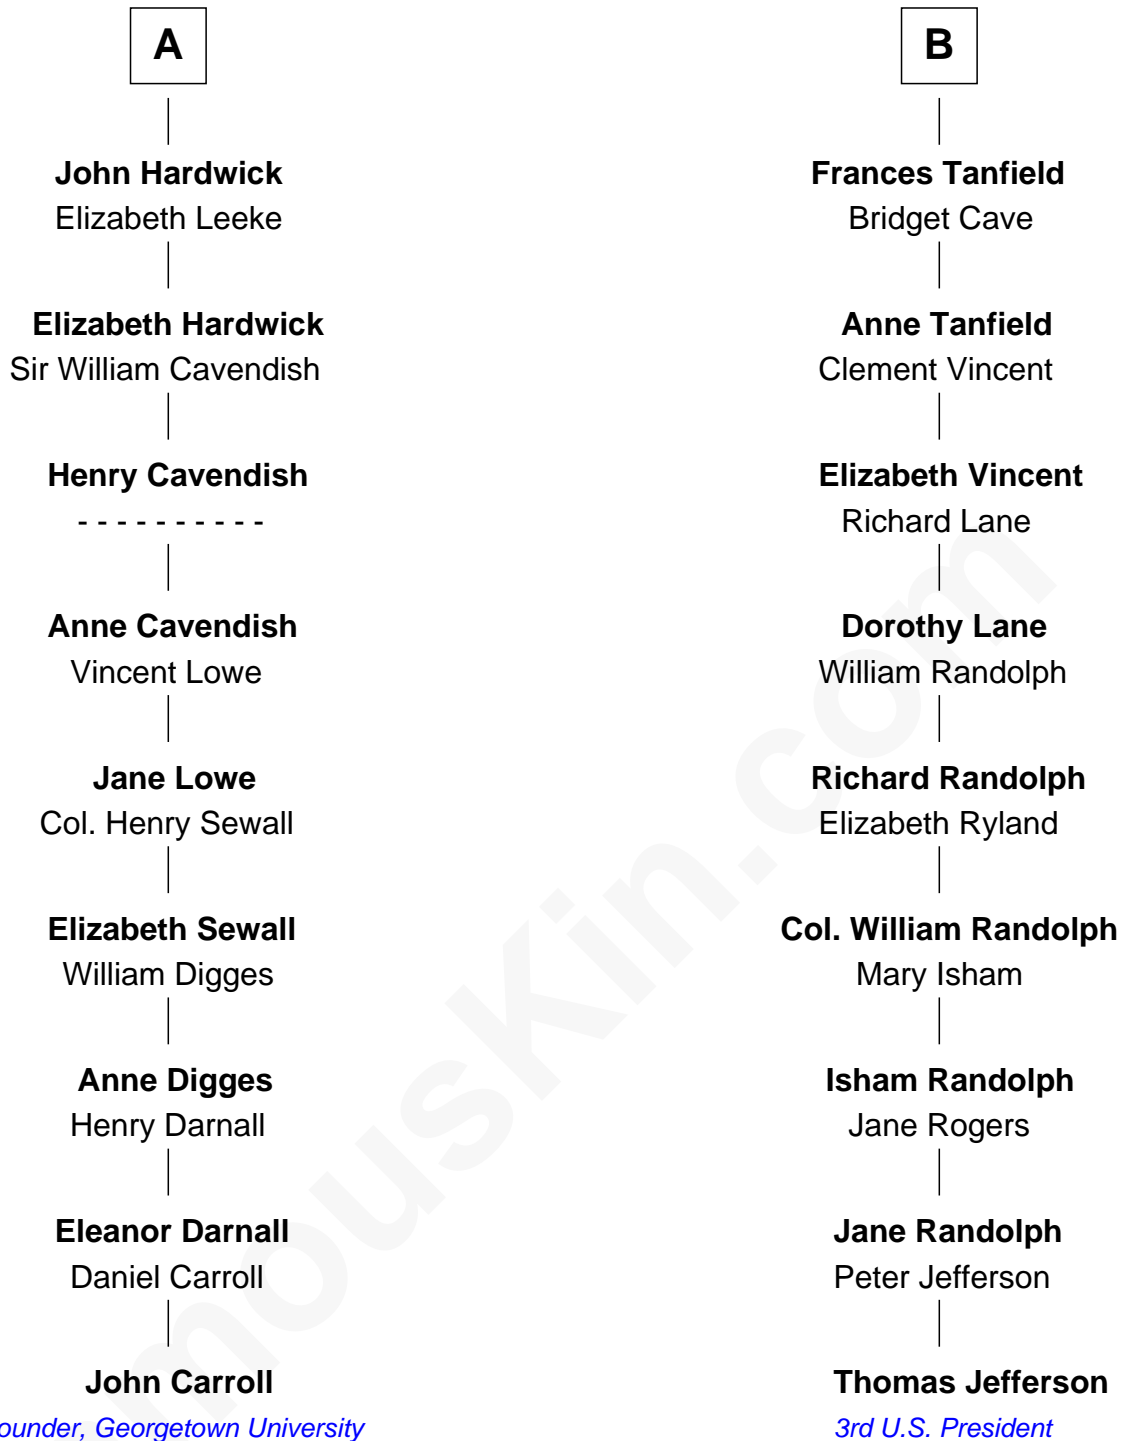 A
John Hardwick
Elizabeth Leeke
Elizabeth Hardwick
Sir William Cavendish
Henry Cavendish
- - - - - - - - - -
Anne Cavendish
Vincent Lowe
Jane Lowe
Col. Henry Sewall
Elizabeth Sewall
William Digges
Anne Digges
Henry Darnall
Eleanor Darnall
Daniel Carroll
John Carroll
ounder, Georgetown University
B
Frances Tanfield
Bridget Cave
Anne Tanfield
Clement Vincent
Elizabeth Vincent
Richard Lane
Dorothy Lane
William Randolph
Richard Randolph
Elizabeth Ryland
Col. William Randolph
Mary Isham
Isham Randolph
Jane Rogers
Jane Randolph
Peter Jefferson
Thomas Jefferson
3rd U.S. President
mousKin.com